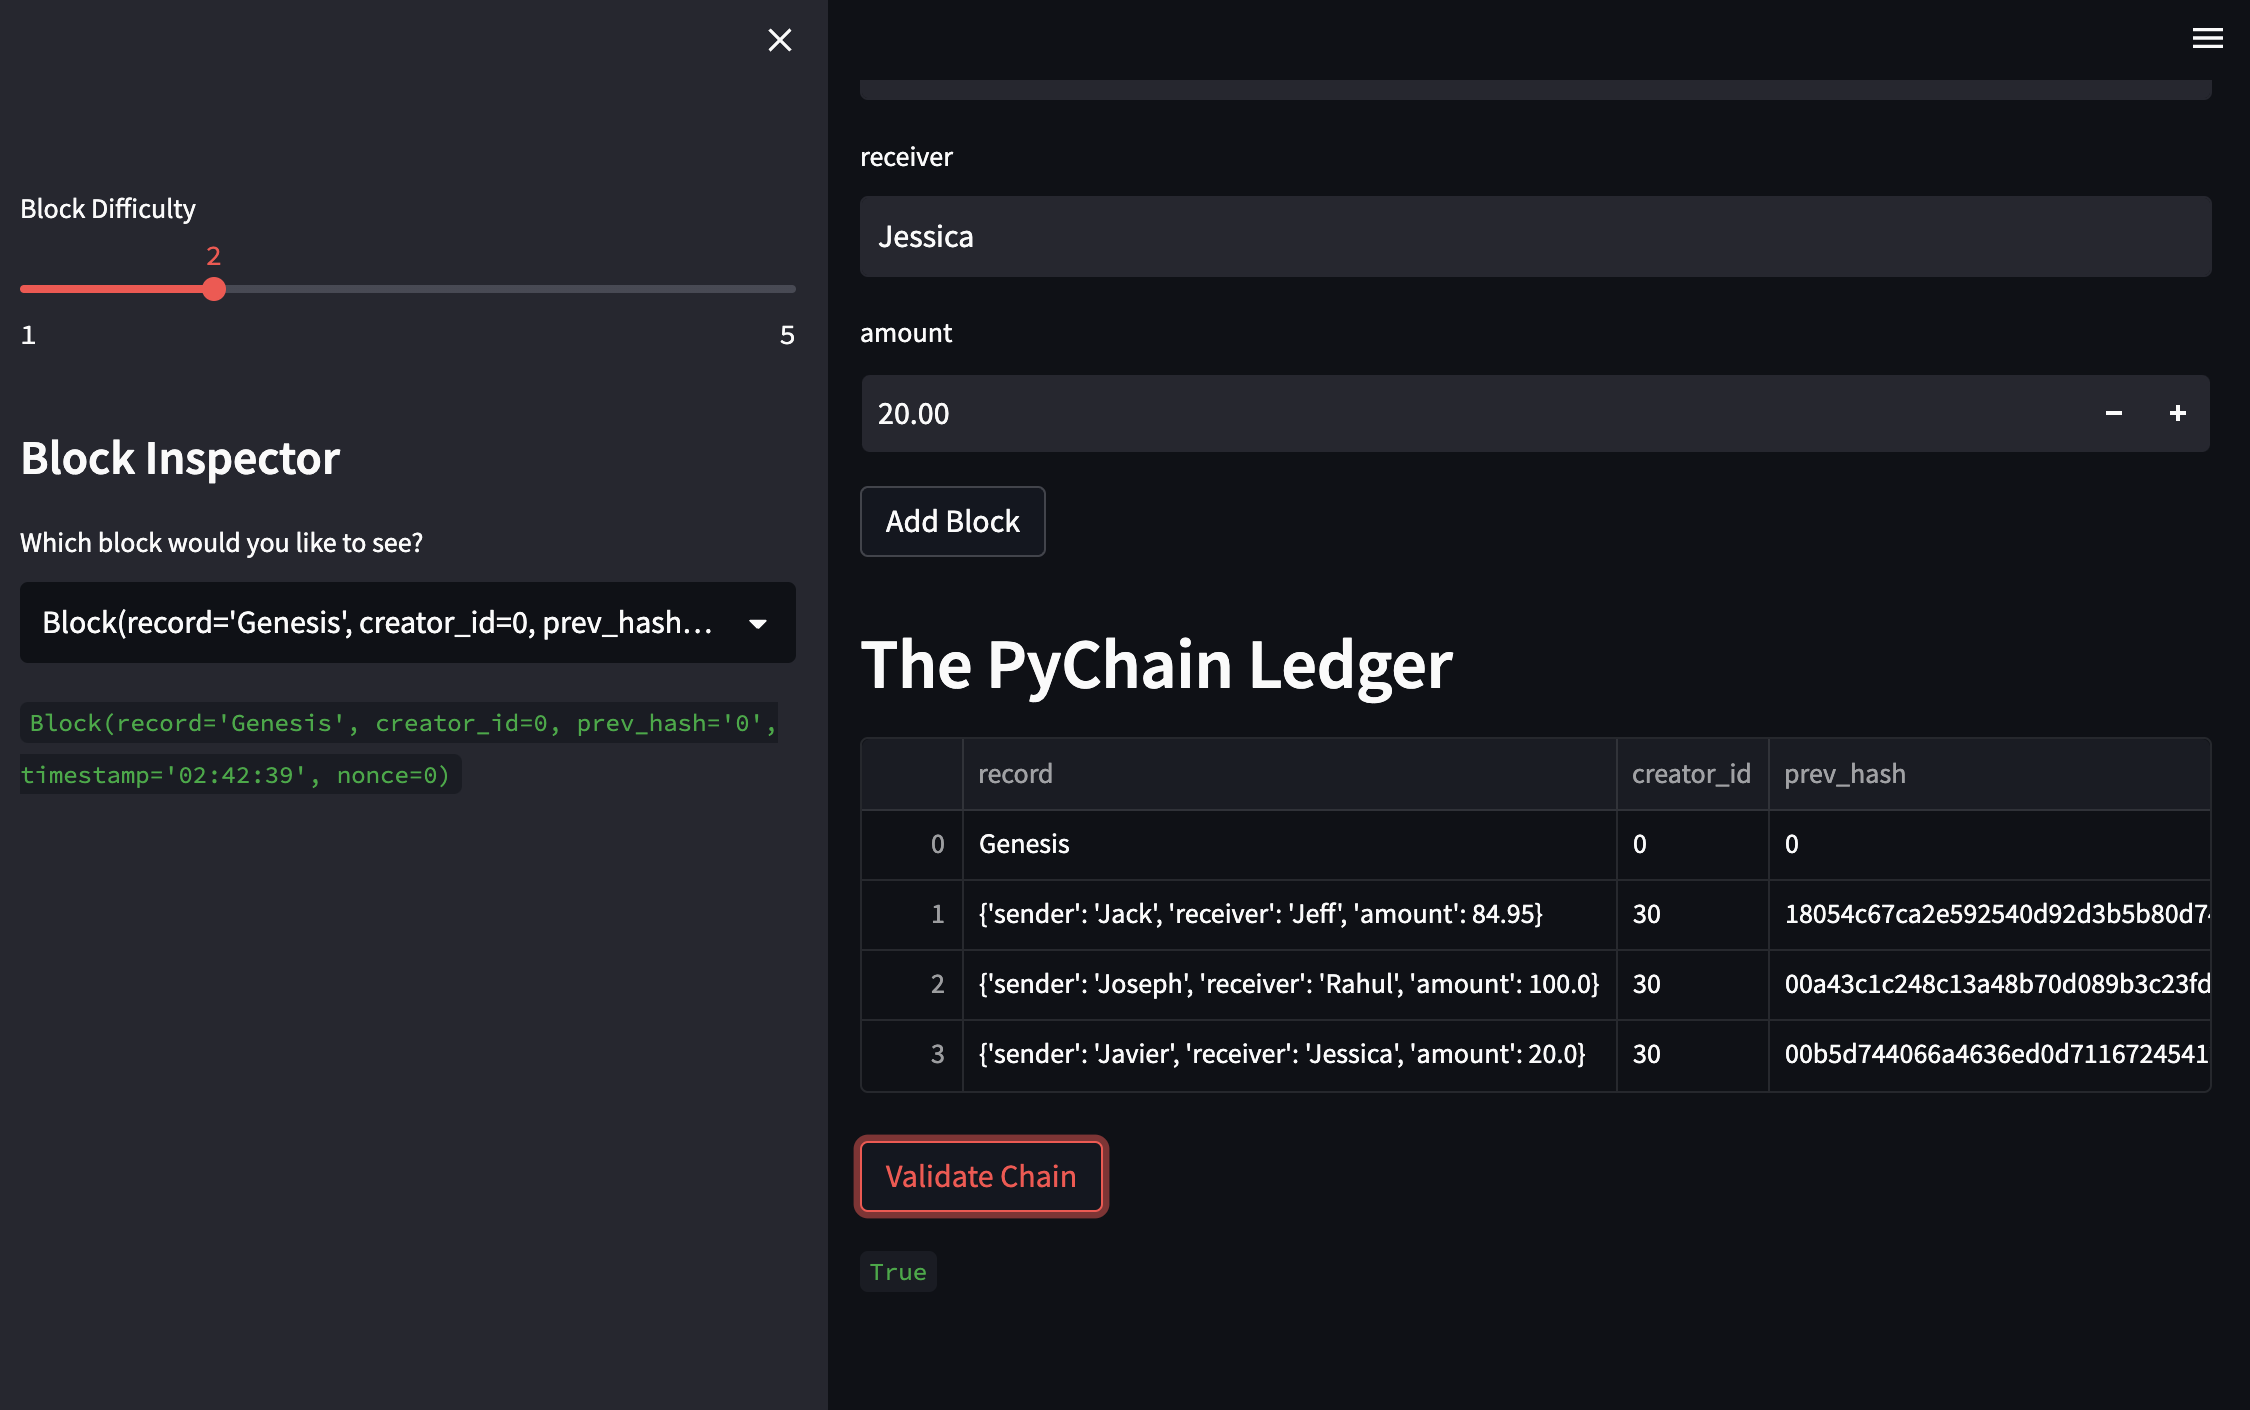 Block Difficulty
2
1 5
Block Inspector
Which block would you like to see?
Block(record='Genesis', creator_id=0, prev_hash...
Block(record='Genesis', creator_id=0, prev_hash='0',
timestamp='02:42:39', nonce=0)
receiver
Jessica
amount
20.00 − +
Add Block
The PyChain Ledger
record creator_id prev_hash
0 Genesis 0 0
1 {'sender': 'Jack', 'receiver': 'Jeff', 'amount': 84.95} 30 18054c67ca2e592540d92d3b5b80d7
2 {'sender': 'Joseph', 'receiver': 'Rahul', 'amount': 100.0} 30 00a43c1c248c13a48b70d089b3c23fd
3 {'sender': 'Javier', 'receiver': 'Jessica', 'amount': 20.0} 30 00b5d744066a4636ed0d7116724541
Validate Chain
True